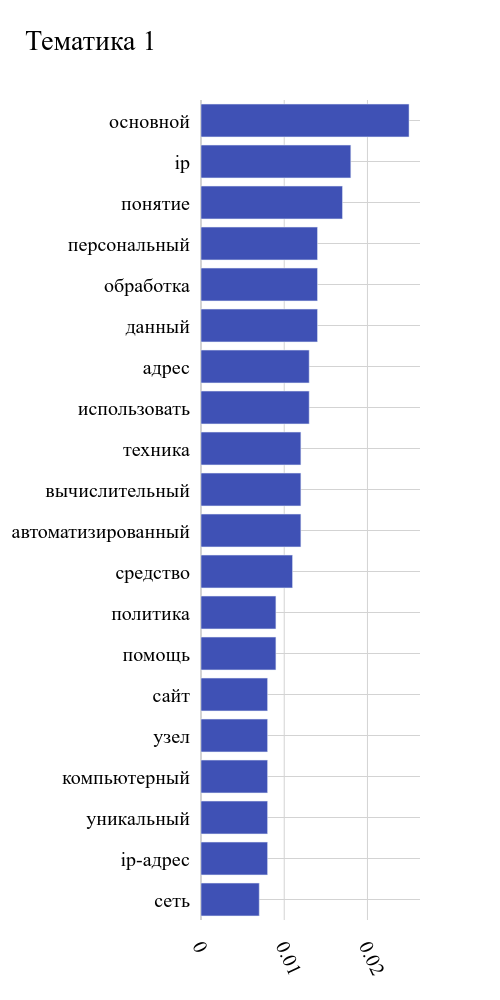 Тематика 1
основной
ip
понятие
персональный
обработка
данный
адрес
использовать
техника
вычислительный
автоматизированный
средство
политика
помощь
сайт
узел
компьютерный
уникальный
ip-адрес
сеть
0
0.01
0.02